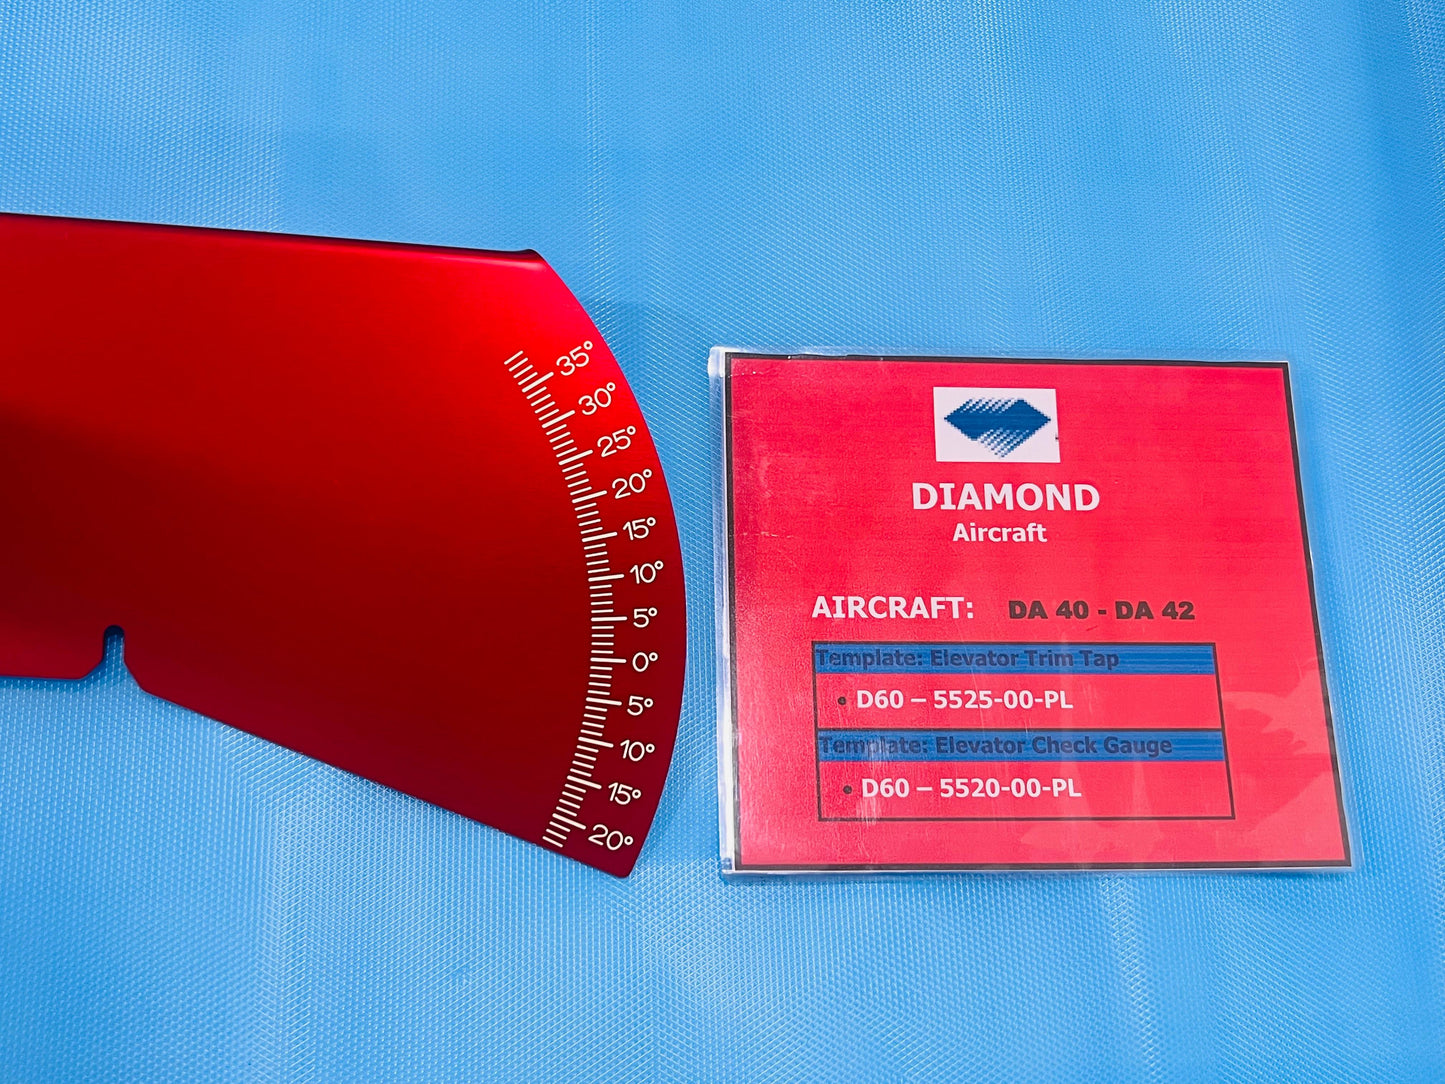 35°
30°
25°
20°
15°
10°
5°
0°
5°
10°
15°
20°
DIAMOND
Aircraft
AIRCRAFT: DA 40 - DA 42
Template: Elevator Trim Tap
• D60 – 5525-00-PL
Template: Elevator Check Gauge
• D60 – 5520-00-PL